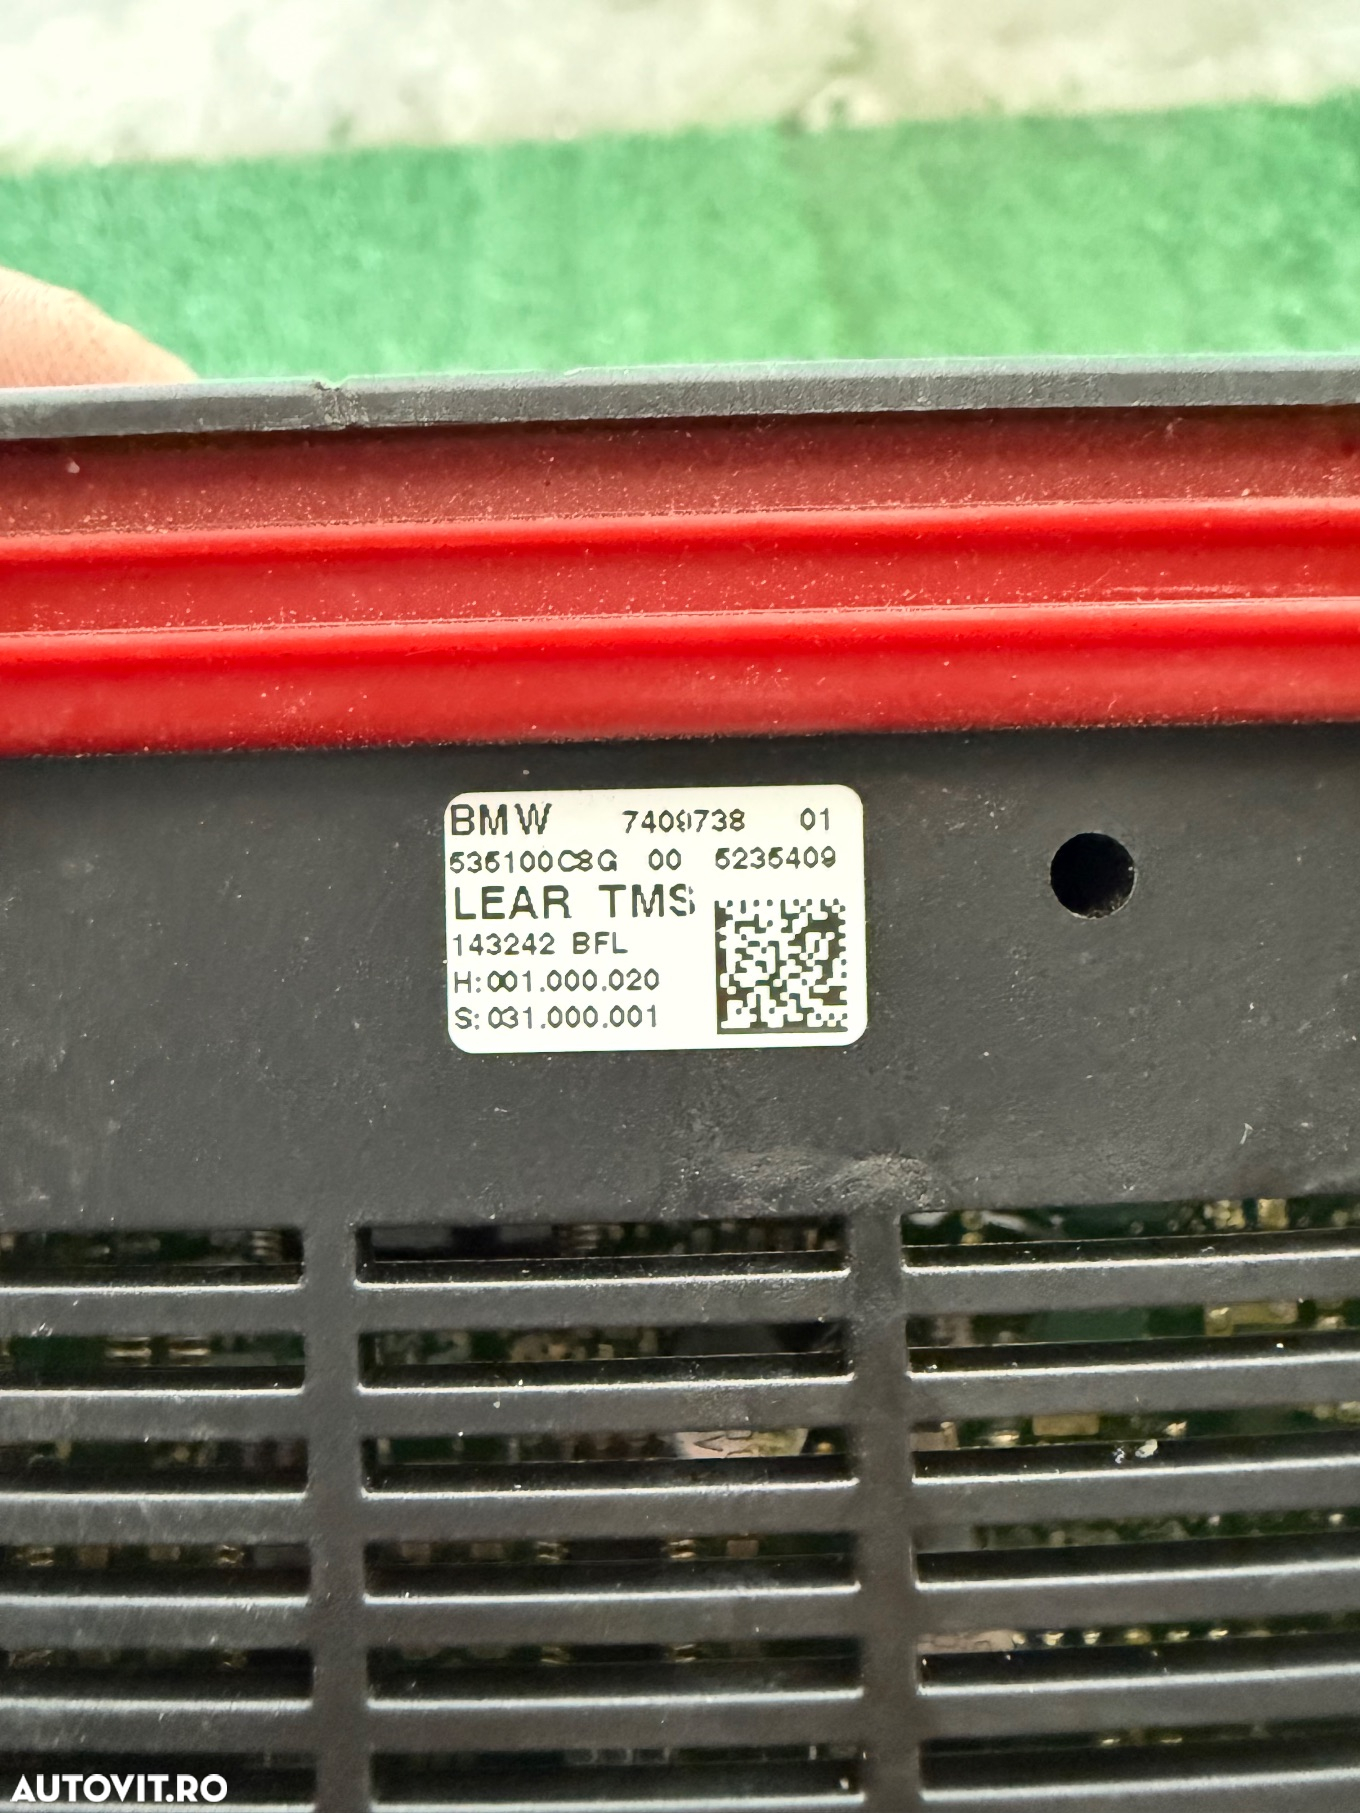 BMW 7409738 01
535100C8G 00 5235409
LEAR TMS
143242 BFL
H:001.000.020
S:031.000.001
AUTOVIT.RO